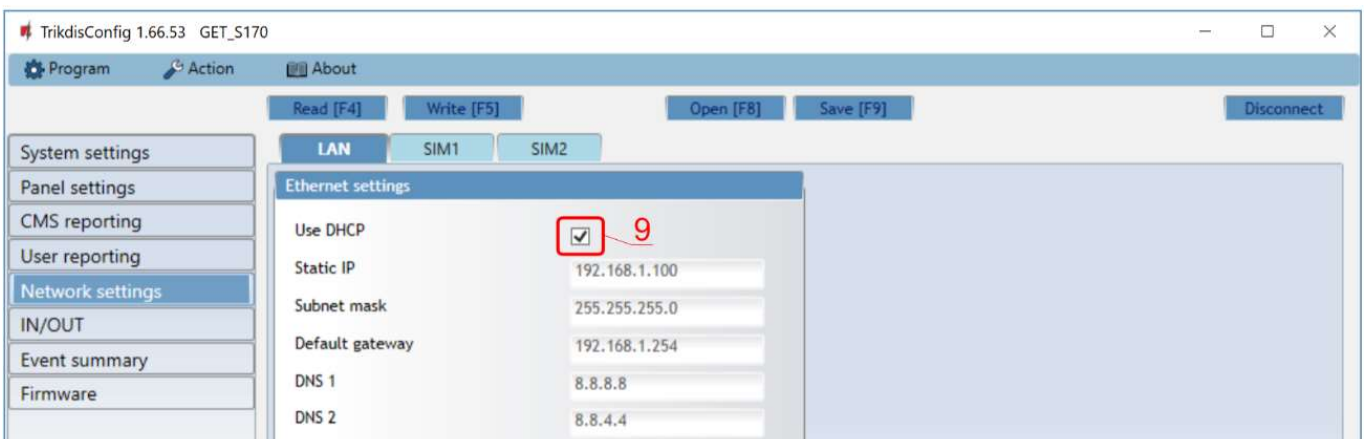 TrikdisConfig 1.66.53 GET_S170
Program Action About
Read [F4] Write [F5] Open [F8] Save [F9] Disconnect
System settings
Panel settings
CMS reporting
User reporting
Network settings
IN/OUT
Event summary
Firmware
LAN SIM1 SIM2
Ethernet settings
Use DHCP 9
Static IP 192.168.1.100
Subnet mask 255.255.255.0
Default gateway 192.168.1.254
DNS 1 8.8.8.8
DNS 2 8.8.4.4